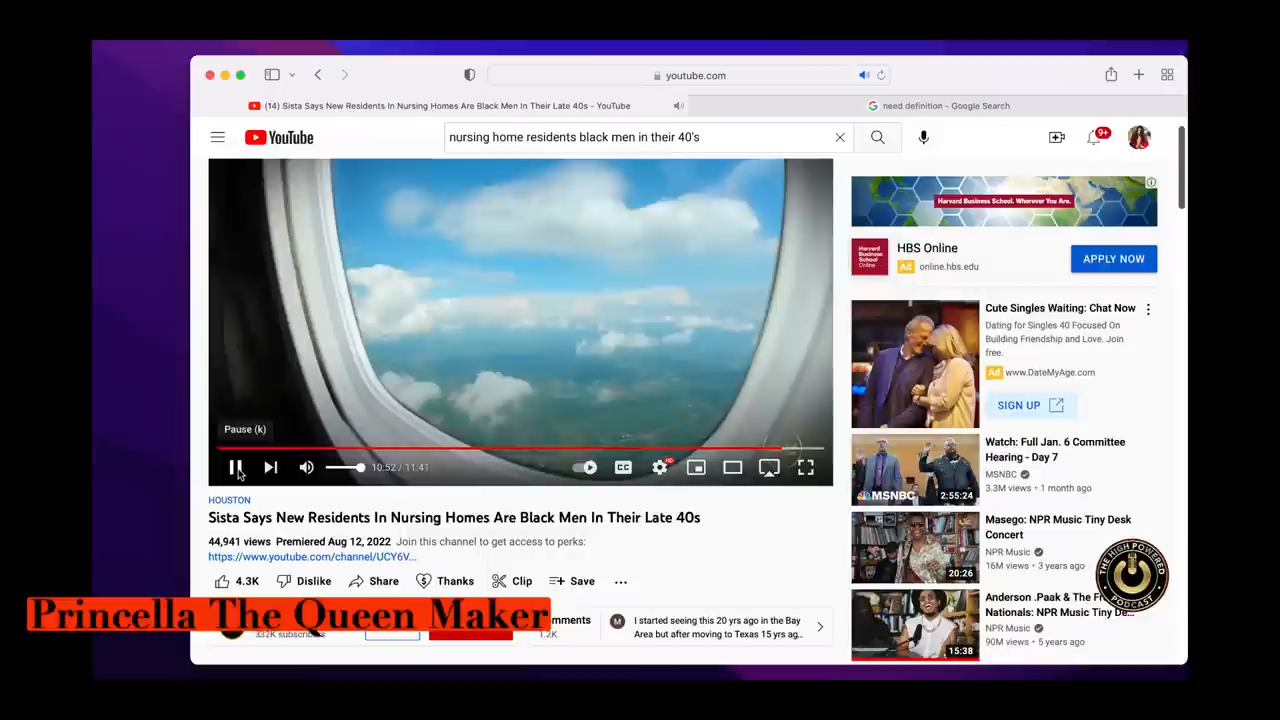 youtube.com
(14) Sista Says New Residents In Nursing Homes Are Black Men In Their Late 40s - YouTube
need definition - Google Search
YouTube
nursing home residents black men in their 40's
9+
Pause (k)
10:52 / 11:41
CC
HD
HOUSTON
Sista Says New Residents In Nursing Homes Are Black Men In Their Late 40s
44,941 views Premiered Aug 12, 2022 Join this channel to get access to perks:
https://www.youtube.com/channel/UCY6V...
4.3K
Dislike
Share
Thanks
Clip
Save
Princella The Queen Maker
332K subscribers
mments
1.2K
M
I started seeing this 20 yrs ago in the Bay
Area but after moving to Texas 15 yrs ag...
Harvard Business School. Wherever You Are.
Harvard
Business
School
Online
HBS Online
Ad online.hbs.edu
APPLY NOW
Cute Singles Waiting: Chat Now
Dating for Singles 40 Focused On
Building Friendship and Love. Join
free.
Ad www.DateMyAge.com
SIGN UP
MSNBC
2:55:24
Watch: Full Jan. 6 Committee
Hearing - Day 7
MSNBC
3.3M views • 1 month ago
20:26
Masego: NPR Music Tiny Desk
Concert
NPR Music
16M views • 3 years ago
15:38
Anderson .Paak & The Fr
Nationals: NPR Music Tiny De...
NPR Music
90M views • 5 years ago
THE HIGH POWERED
PODCAST